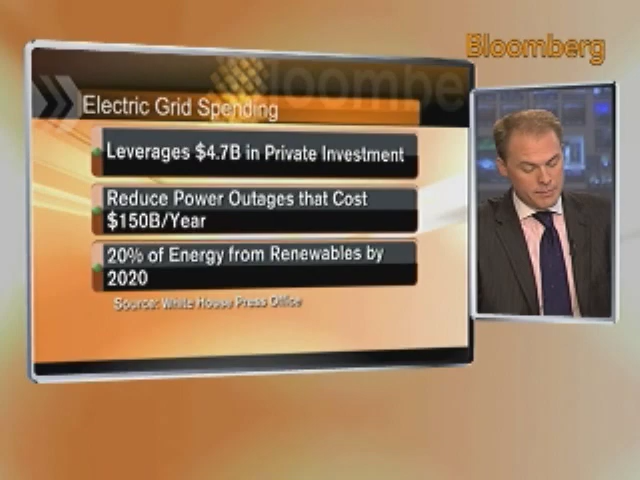 Bloomberg
Bloombe
Electric Grid Spending
Leverages $4.7B in Private Investment
Reduce Power Outages that Cost
$150B/Year
20% of Energy from Renewables by
2020
Source: White House Press Office